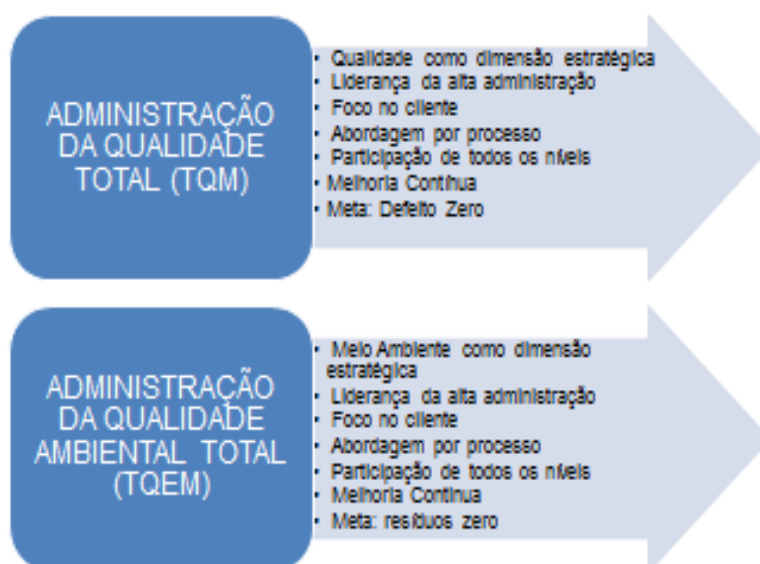 ADMINISTRAÇÃO
DA QUALIDADE
TOTAL (TQM)
• Qualidade como dimensão estratégica
• Liderança da alta administração
• Foco no cliente
• Abordagem por processo
• Participação de todos os níveis
• Melhoria Contíhua
• Meta: Defeito Zero
ADMINISTRAÇÃO
DA QUALIDADE
AMBIENTAL TOTAL
(TQEM)
• Meio Ambiente como dimensão
estratégica
• Liderança da alta administração
• Foco no cliente
• Abordagem por processo
• Participação de todos os níveis
• Melhoria Continua
• Meta: resíduos zero